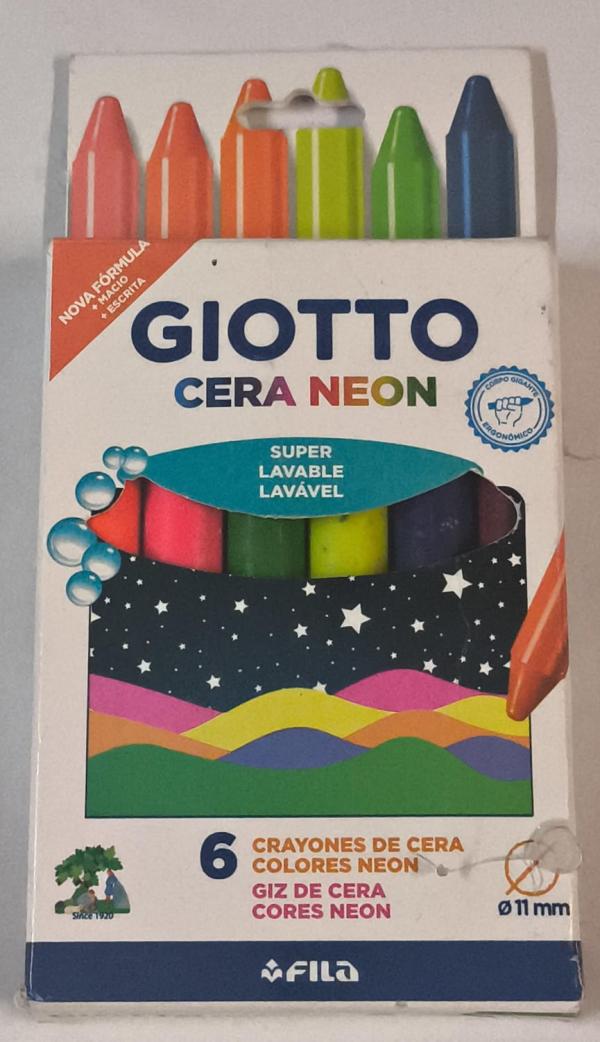 NOVA FÓRMULA
+ MACIO
+ ESCRITA
GIOTTO
CERA NEON
CORPO GIGANTE
ERGONÔMICO
SUPER
LAVABLE
LAVÁVEL
6 CRAYONES DE CERA
COLORES NEON
GIZ DE CERA
CORES NEON
Since 1920
Ø 11 mm
FILA